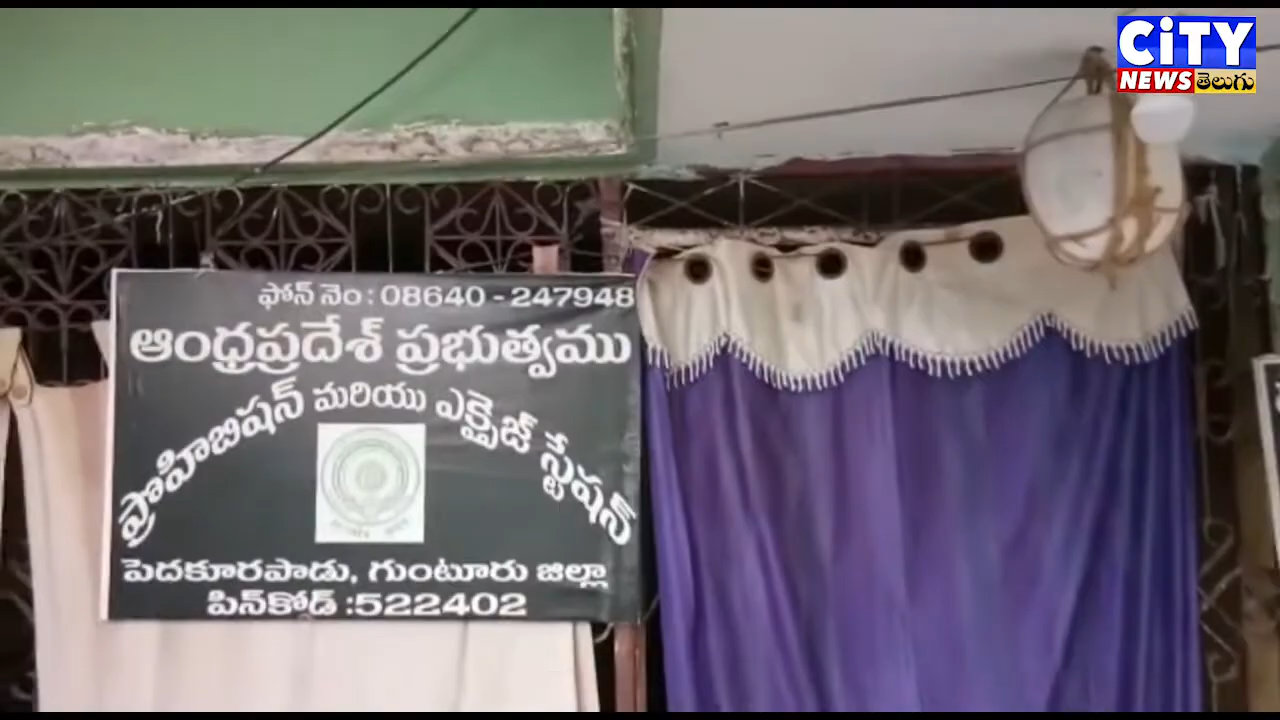 CiTY
NEWS తెలుగు
ఫోన్ నెం : 08640 - 247948
ఆంధ్రప్రదేశ్ ప్రభుత్వము
ప్రొహిబిషన్ మరియు ఎక్సైజ్ స్టేషన్
పెదకూరపాడు, గుంటూరు జిల్లా
పిన్‌కోడ్ :522402